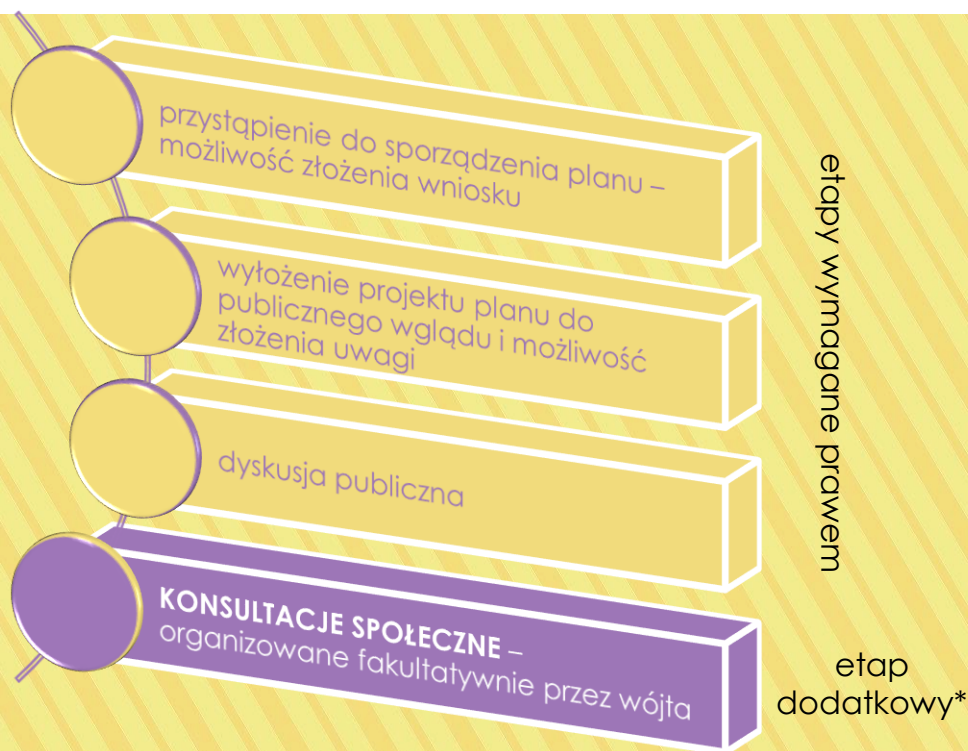 przystąpienie do sporządzenia planu –
możliwość złożenia wniosku
wyłożenie projektu planu do
publicznego wglądu i możliwość
złożenia uwagi
dyskusja publiczna
etapy wymagane prawem
KONSULTACJE SPOŁECZNE –
organizowane fakultatywnie przez wójta
etap
dodatkowy*